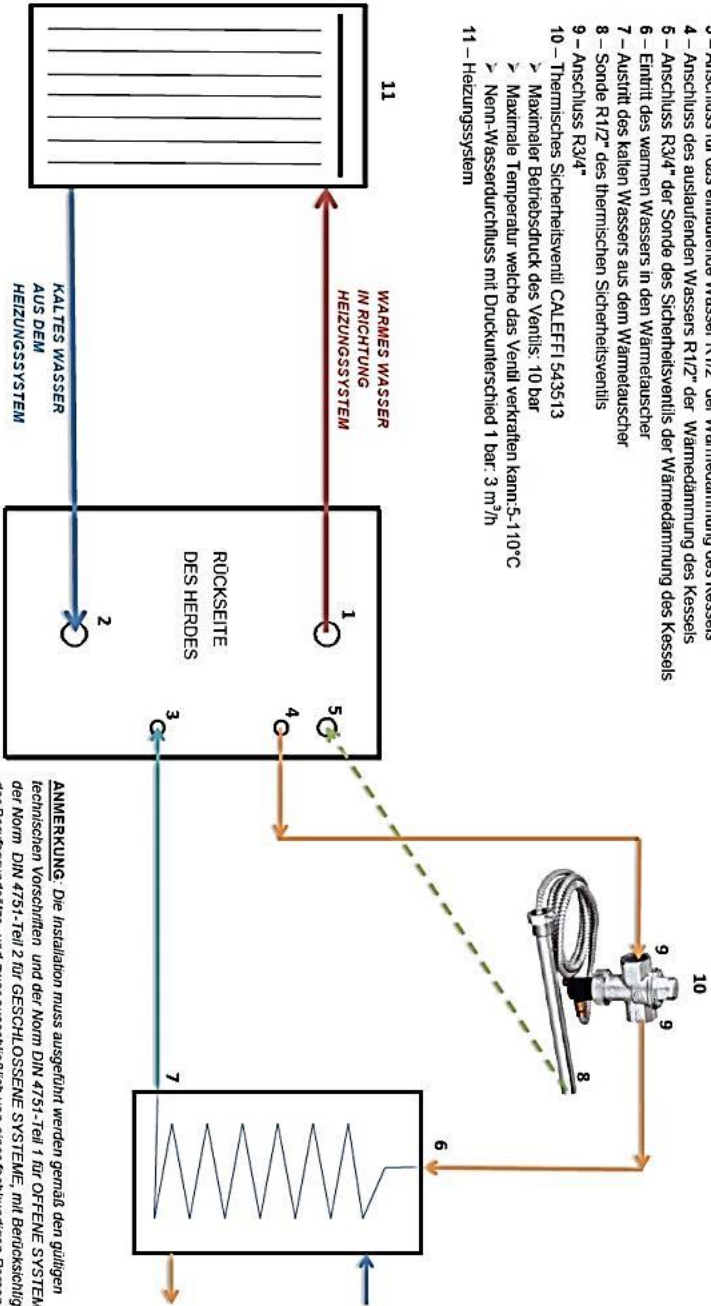 3 – Anschluss für das einlaufende Wasser R1/2" der Wärmedämmung des Kessels
4 – Anschluss des auslaufenden Wassers R1/2" der Wärmedämmung des Kessels
5 – Anschluss R3/4" der Sonde des Sicherheitsventils der Wärmedämmung des Kessels
6 – Eintritt des warmen Wassers in den Wärmetauscher
7 – Austritt des kalten Wassers aus dem Wärmetauscher
8 – Sonde R1/2" des thermischen Sicherheitsventils
9 – Anschluss R3/4"
10 – Thermisches Sicherheitsventil CALEFFI 543513
➢ Maximaler Betriebsdruck des Ventils: 10 bar
➢ Maximale Temperatur welche das Ventil verkraften kann:5-110°C
➢ Nenn-Wasserdurchfluss mit Druckunterschied 1 bar: 3 m³/h
11 – Heizungssystem
11
WARMES WASSER
IN RICHTUNG
HEIZUNGSSYSTEM
KALTES WASSER
AUS DEM
HEIZUNGSSYSTEM
RÜCKSEITE
DES HERDES
1
2
3
4
5
10
9
9
8
6
7
ANMERKUNG: Die Installation muss ausgeführt werden gemäß den gültigen
technischen Vorschriften und der Norm DIN 4751-Teil 1 für OFFENE SYSTEM
der Norm DIN 4751-Teil 2 für GESCHLOSSENE SYSTEME, mit Berücksichtig